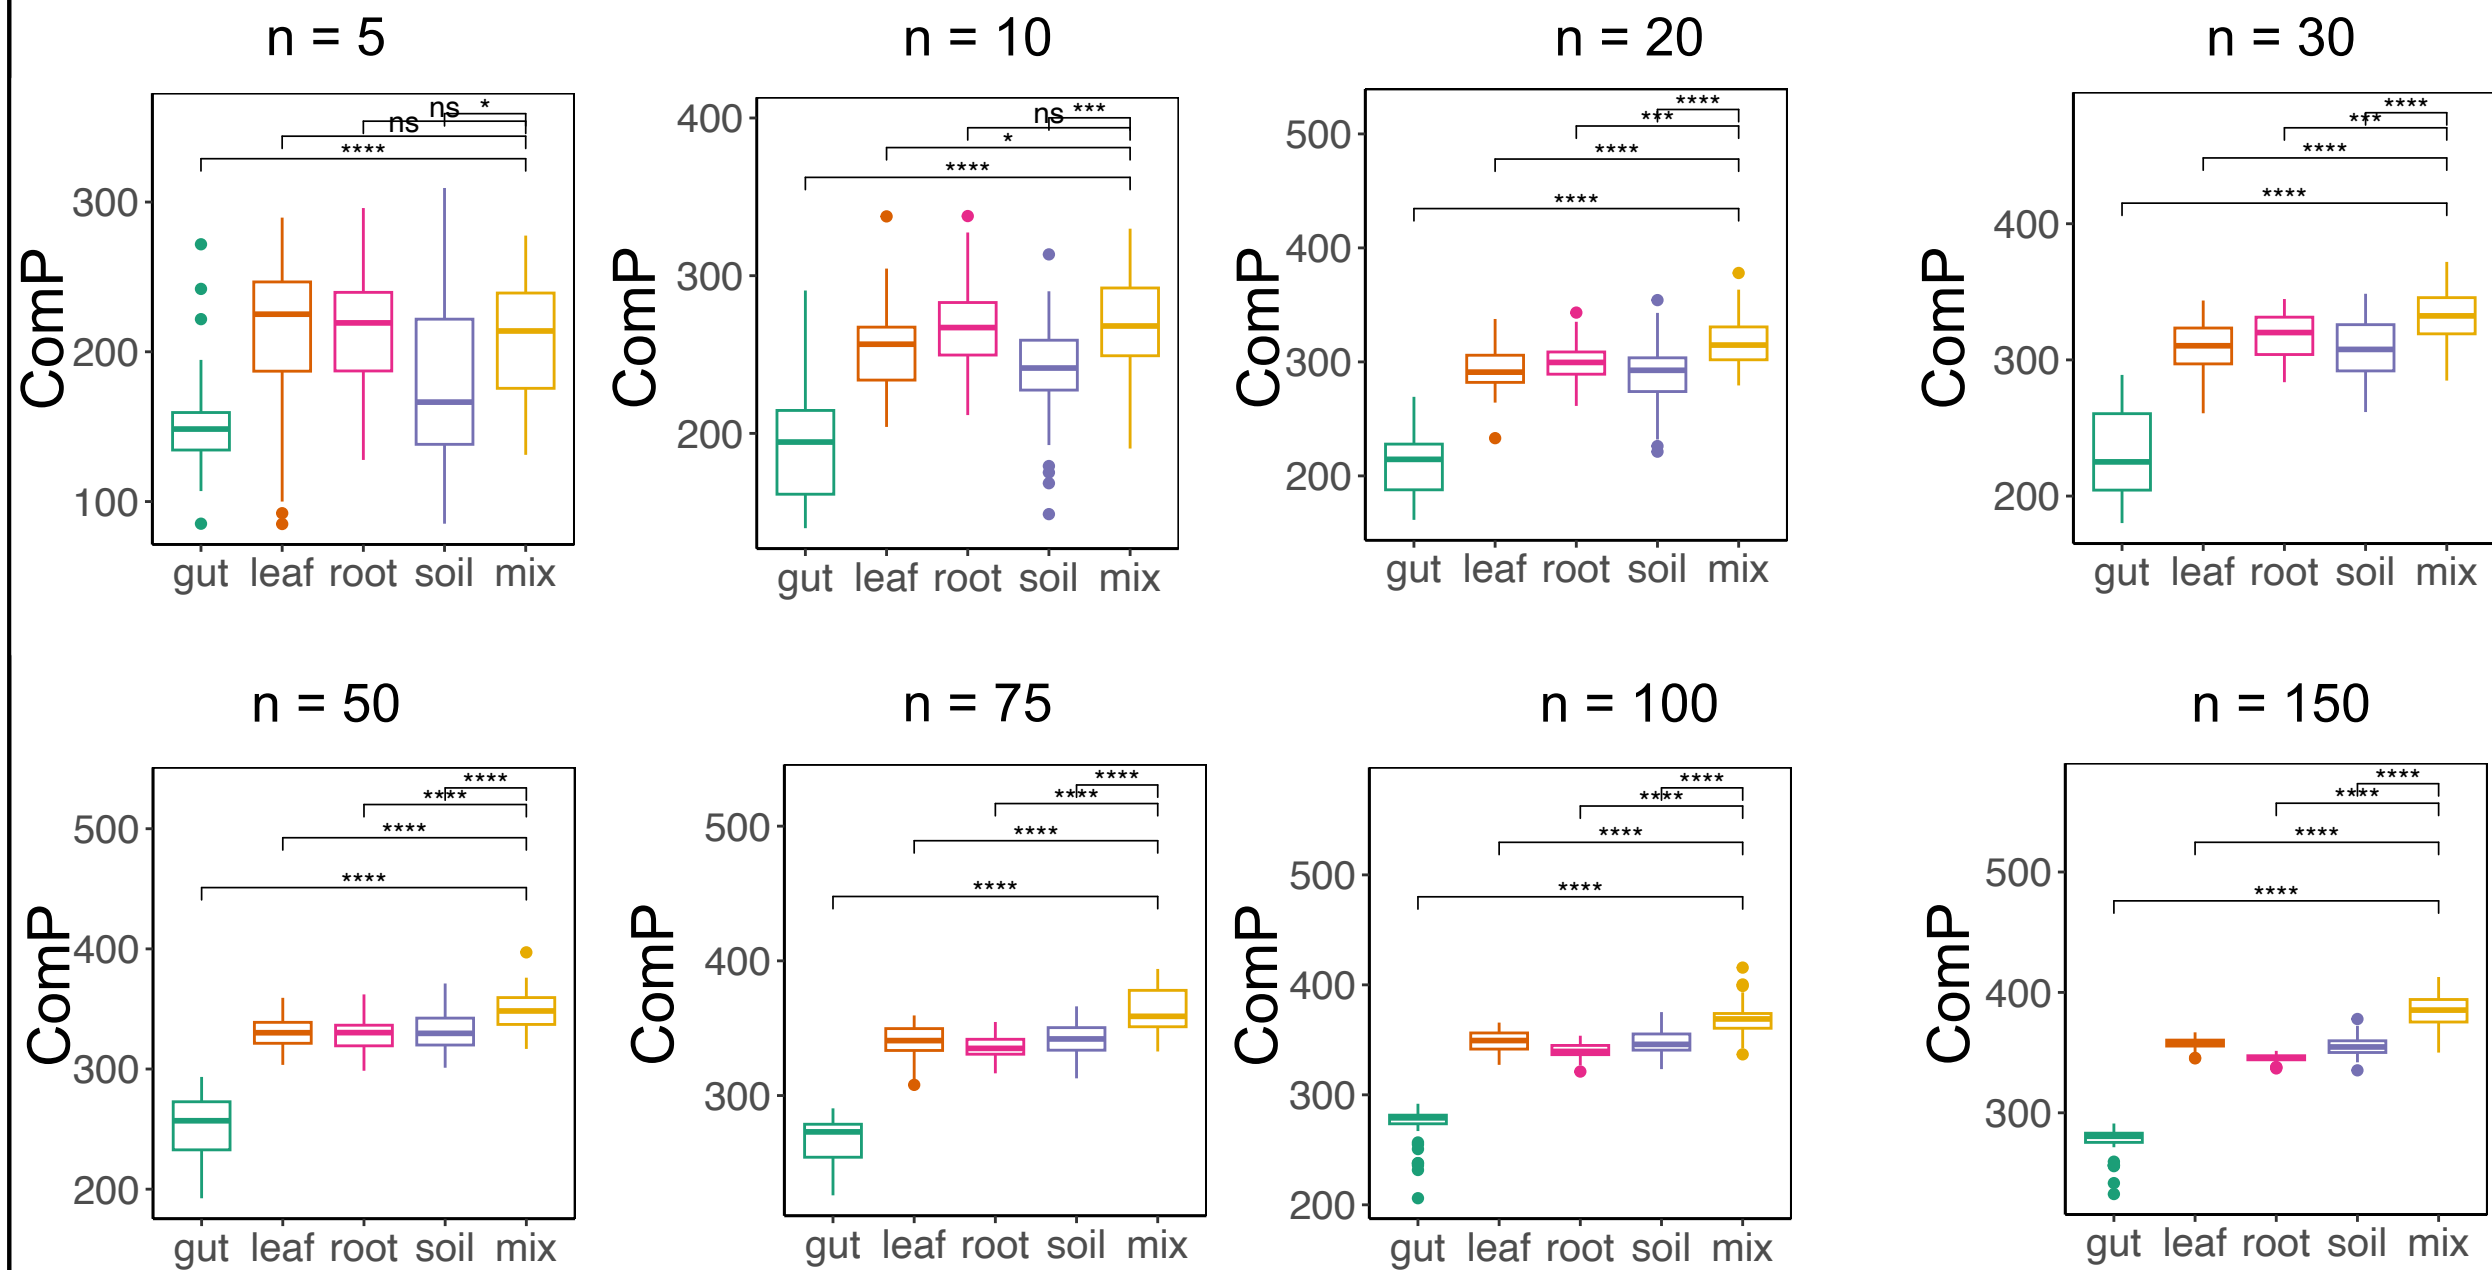 n = 5
n = 10
n = 20
n = 30
ComP
300
200
100
ns *
ns
****
gut leaf root soil mix
ComP
400
300
200
***
ns
*
****
gut leaf root soil mix
ComP
500
400
300
200
****
***
****
****
gut leaf root soil mix
ComP
400
300
200
****
***
****
****
gut leaf root soil mix
n = 50
n = 75
n = 100
n = 150
ComP
500
400
300
200
****
****
****
****
gut leaf root soil mix
ComP
500
400
300
****
****
****
****
gut leaf root soil mix
ComP
500
400
300
200
****
****
****
****
gut leaf root soil mix
ComP
500
400
300
****
****
****
****
gut leaf root soil mix